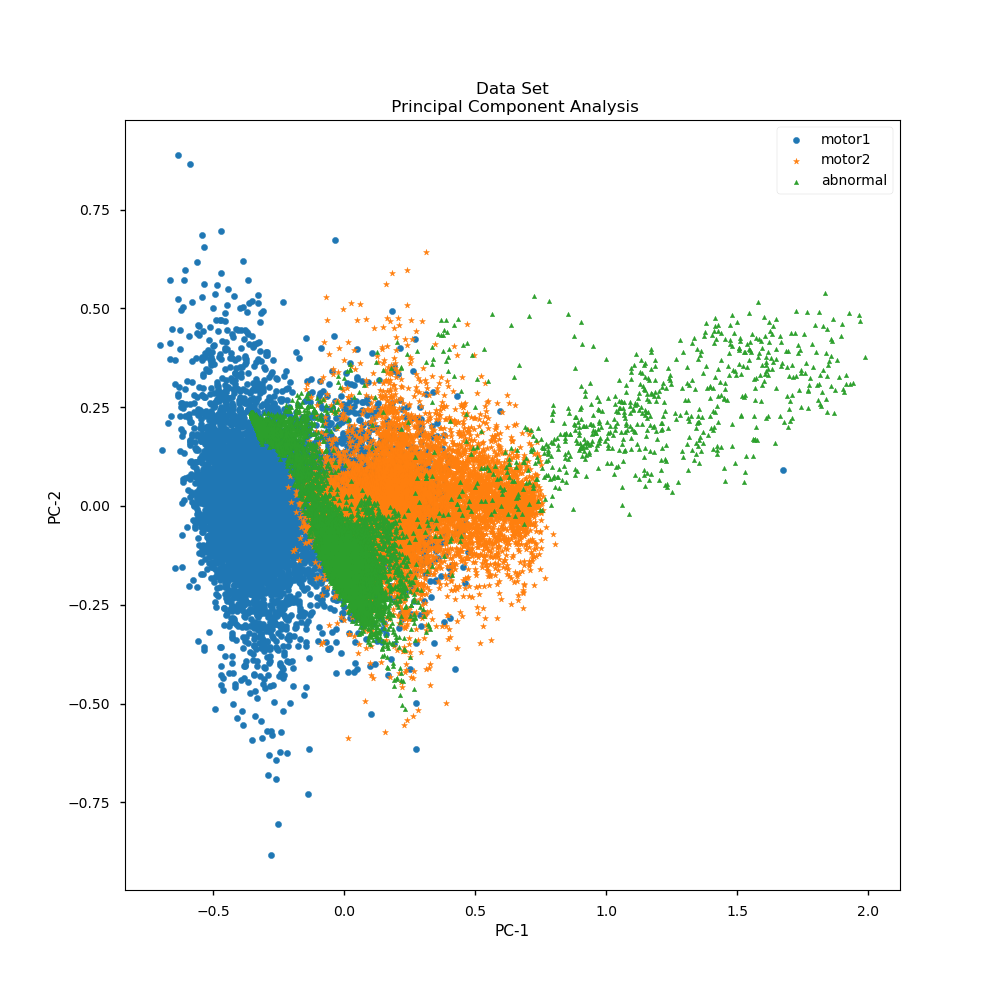 Data Set
Principal Component Analysis
motor1
motor2
abnormal
0.75
0.50
0.25
0.00
−0.25
−0.50
−0.75
PC-2
−0.5
0.0
0.5
1.0
1.5
2.0
PC-1